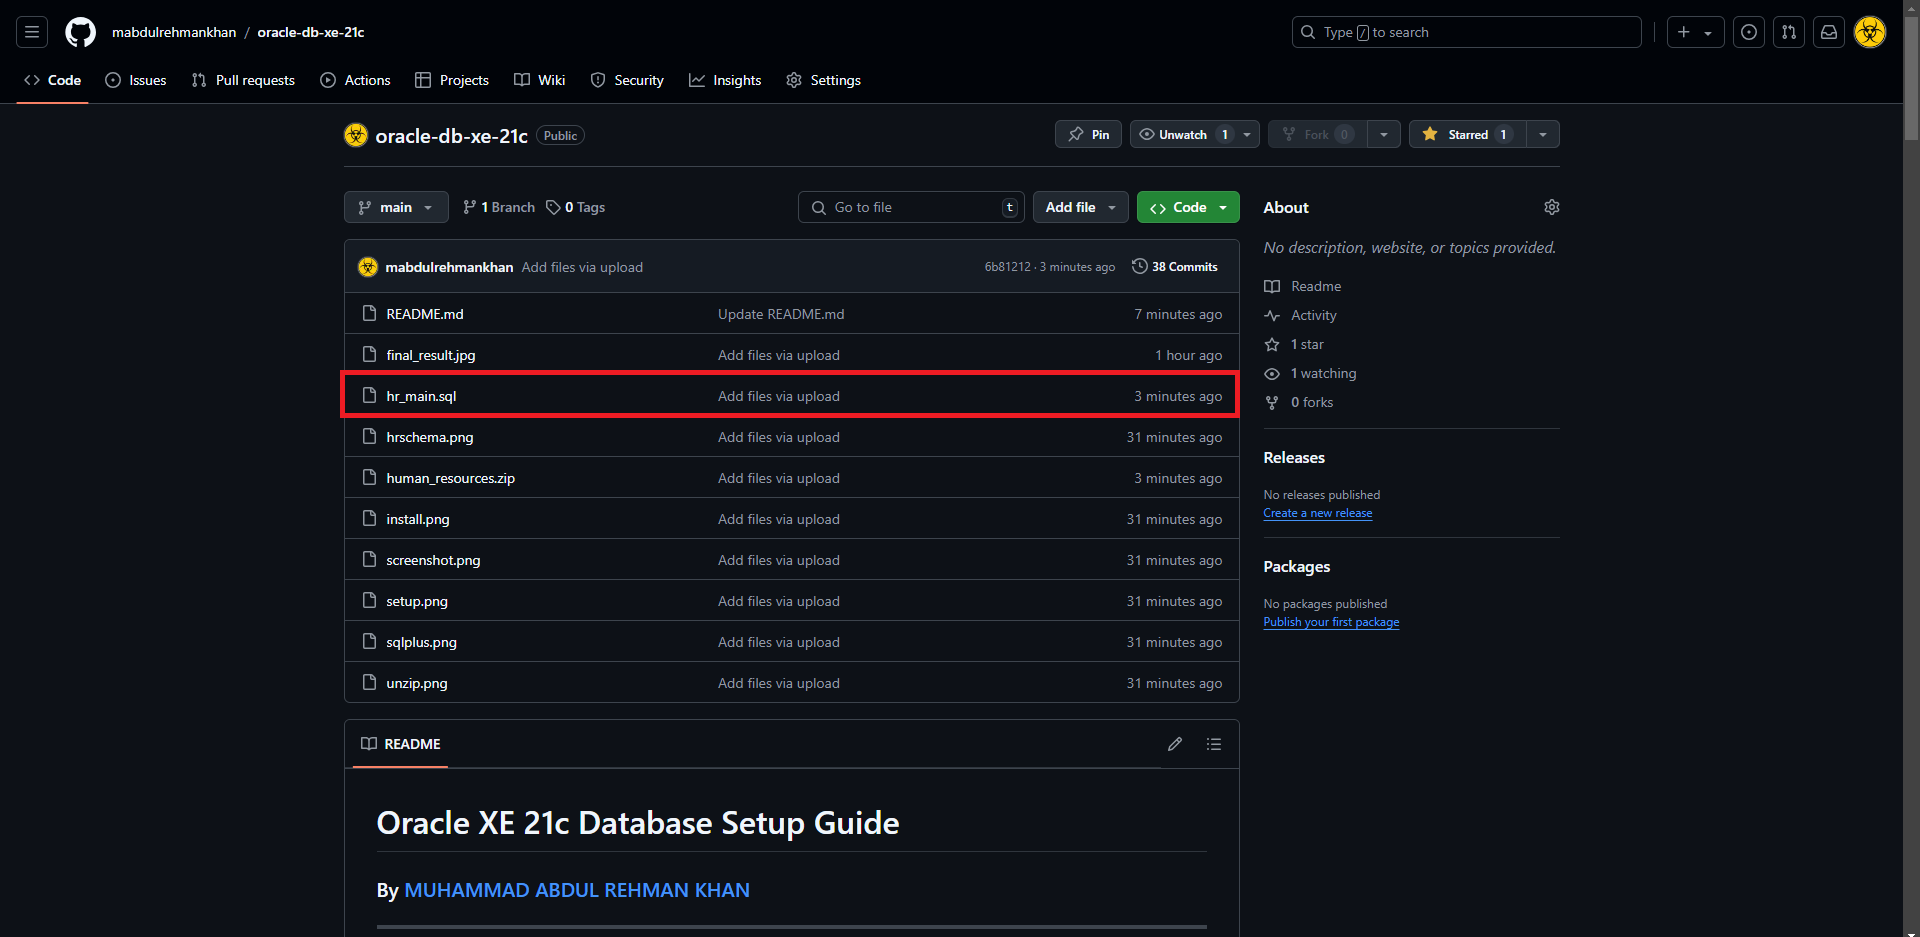 mabdulrehmankhan / oracle-db-xe-21c
Type / to search
Code Issues Pull requests Actions Projects Wiki Security Insights Settings
oracle-db-xe-21c Public
Pin Unwatch 1 Fork 0 Starred 1
main 1 Branch 0 Tags Go to file t Add file Code
mabdulrehmankhan Add files via upload 6b81212 · 3 minutes ago 38 Commits
README.md Update README.md 7 minutes ago
final_result.jpg Add files via upload 1 hour ago
hr_main.sql Add files via upload 3 minutes ago
hrschema.png Add files via upload 31 minutes ago
human_resources.zip Add files via upload 3 minutes ago
install.png Add files via upload 31 minutes ago
screenshot.png Add files via upload 31 minutes ago
setup.png Add files via upload 31 minutes ago
sqlplus.png Add files via upload 31 minutes ago
unzip.png Add files via upload 31 minutes ago
README
Oracle XE 21c Database Setup Guide
By MUHAMMAD ABDUL REHMAN KHAN
About
No description, website, or topics provided.
Readme
Activity
1 star
1 watching
0 forks
Releases
No releases published
Create a new release
Packages
No packages published
Publish your first package